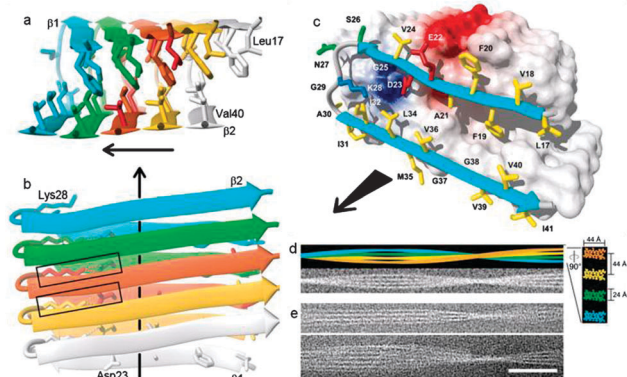 a
β1
Leu17
Val40
β2
b
Lys28
β2
Asp23
c
S26
V24
E22
F20
N27
G25
V18
G29
K28
D23
A30
L34
A21
I31
V36
F19
L17
M35
G37
G38
V40
V39
I41
d
90°
44 Å
44 Å
24 Å
e